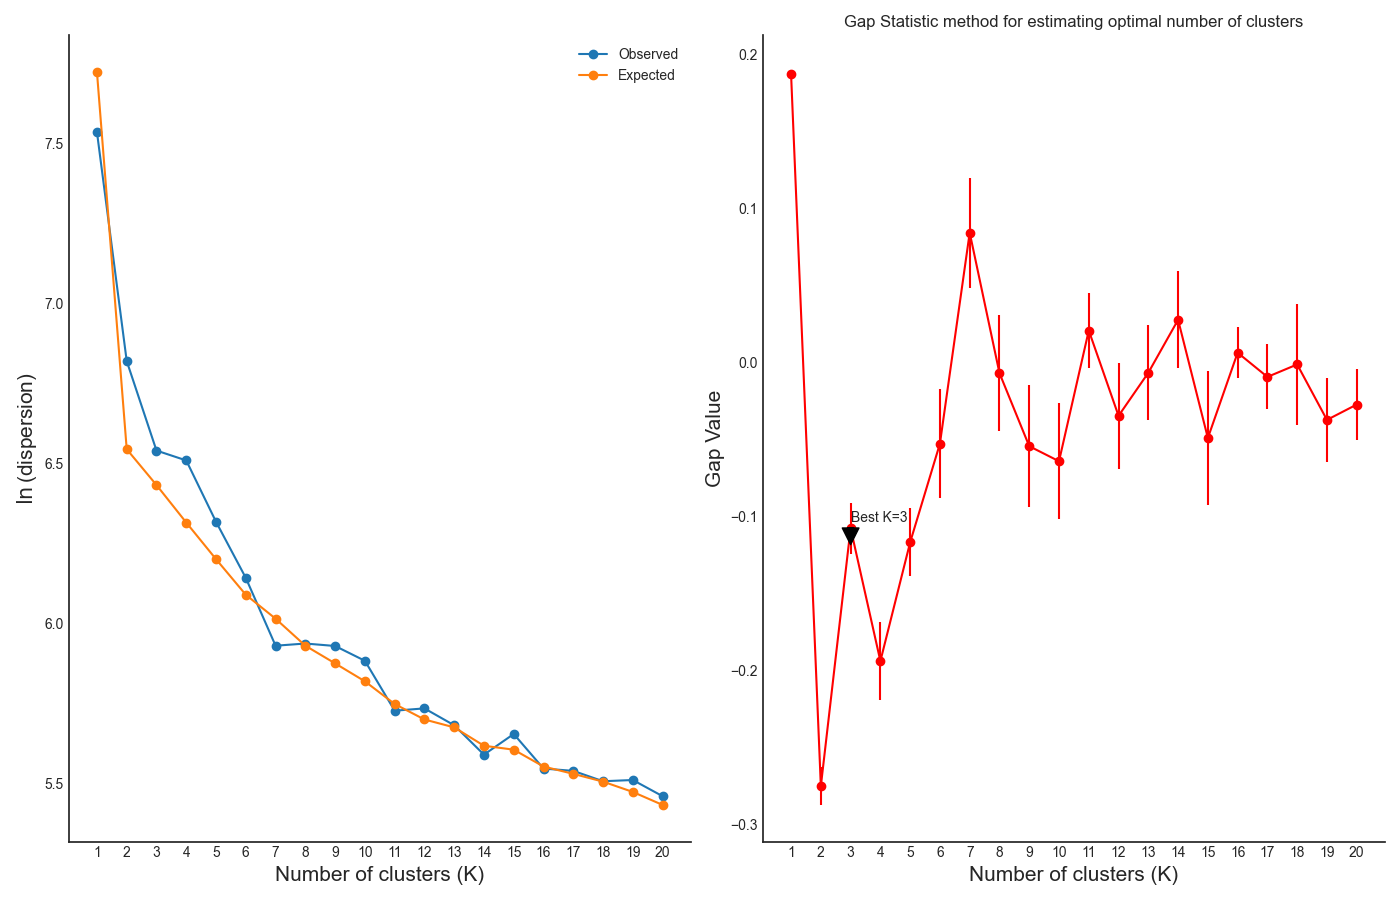 Observed
Expected
7.5
7.0
6.5
6.0
5.5
ln (dispersion)
1 2 3 4 5 6 7 8 9 10 11 12 13 14 15 16 17 18 19 20
Number of clusters (K)
Gap Statistic method for estimating optimal number of clusters
0.2
0.1
0.0
−0.1
−0.2
−0.3
Gap Value
Best K=3
1 2 3 4 5 6 7 8 9 10 11 12 13 14 15 16 17 18 19 20
Number of clusters (K)